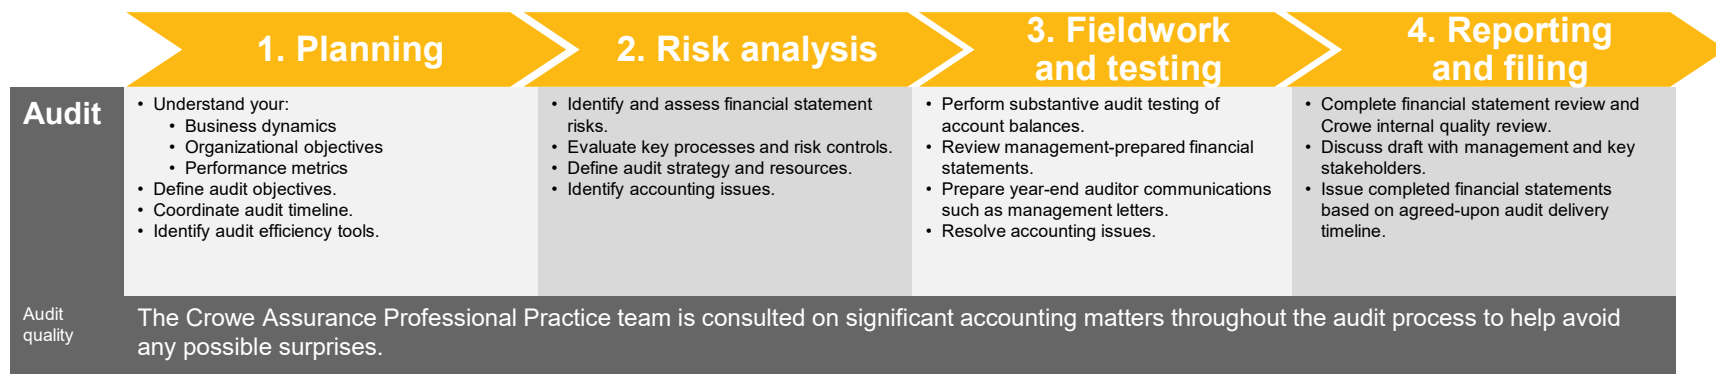 1. Planning
2. Risk analysis
3. Fieldwork
and testing
4. Reporting
and filing
Audit
• Understand your:
• Business dynamics
• Organizational objectives
• Performance metrics
• Define audit objectives.
• Coordinate audit timeline.
• Identify audit efficiency tools.
• Identify and assess financial statement
risks.
• Evaluate key processes and risk controls.
• Define audit strategy and resources.
• Identify accounting issues.
• Perform substantive audit testing of
account balances.
• Review management-prepared financial
statements.
• Prepare year-end auditor communications
such as management letters.
• Resolve accounting issues.
• Complete financial statement review and
Crowe internal quality review.
• Discuss draft with management and key
stakeholders.
• Issue completed financial statements
based on agreed-upon audit delivery
timeline.
Audit
quality
The Crowe Assurance Professional Practice team is consulted on significant accounting matters throughout the audit process to help avoid
any possible surprises.